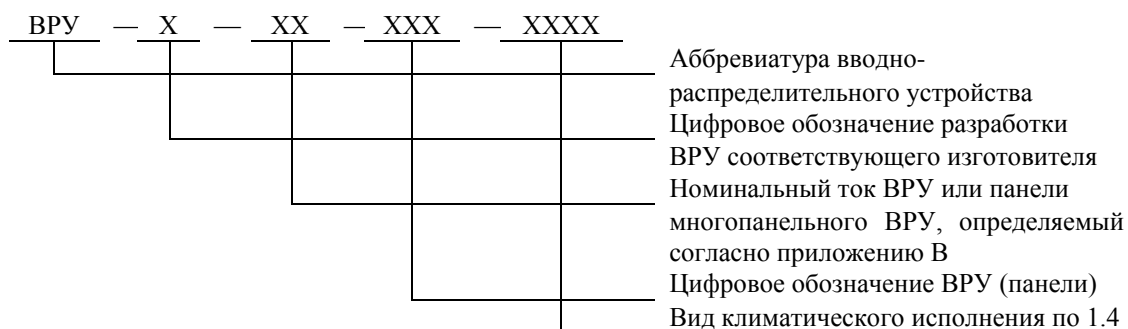 ВРУ — X — XX — XXX — XXXX
Аббревиатура вводно-
распределительного устройства
Цифровое обозначение разработки
ВРУ соответствующего изготовителя
Номинальный ток ВРУ или панели
многопанельного ВРУ, определяемый
согласно приложению В
Цифровое обозначение ВРУ (панели)
Вид климатического исполнения по 1.4